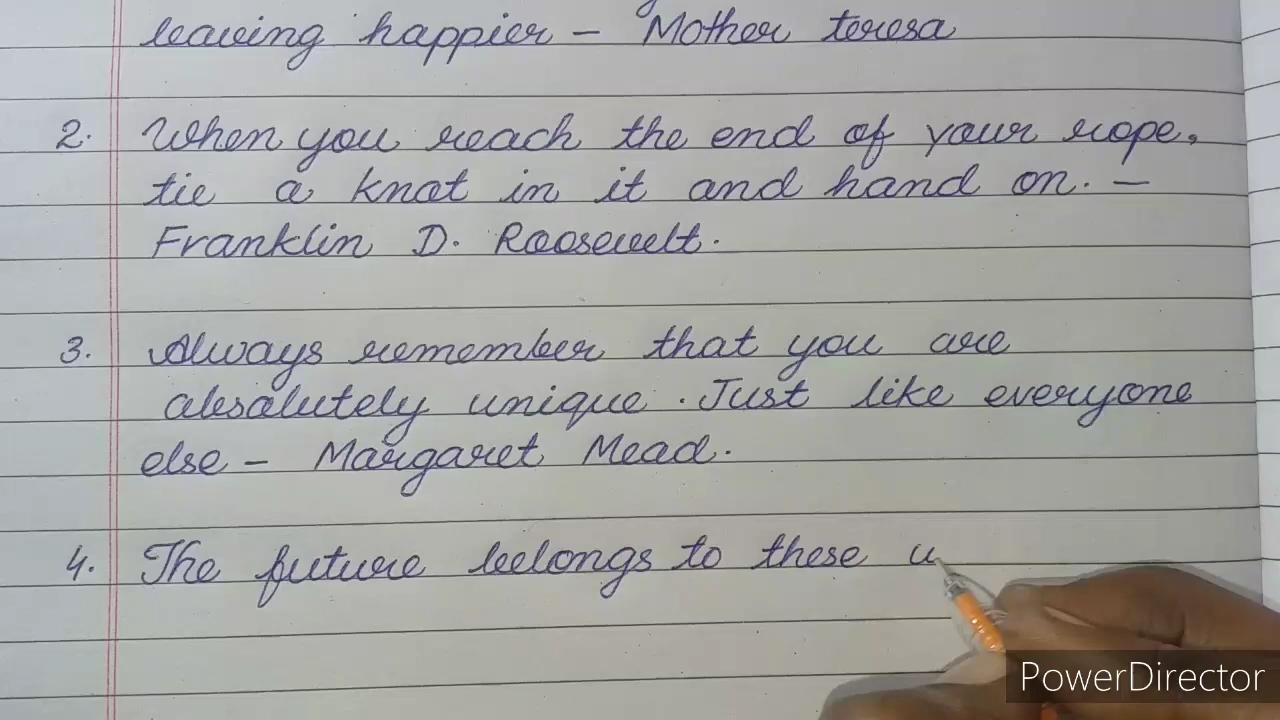 leaving happier - Mother teresa
2. When you reach the end of your rope,
tie a knot in it and hand on. -
Franklin D. Roosevelt.
3. Always remember that you are
absolutely unique. Just like everyone
else - Margaret Mead.
4. The future belongs to these
PowerDirector